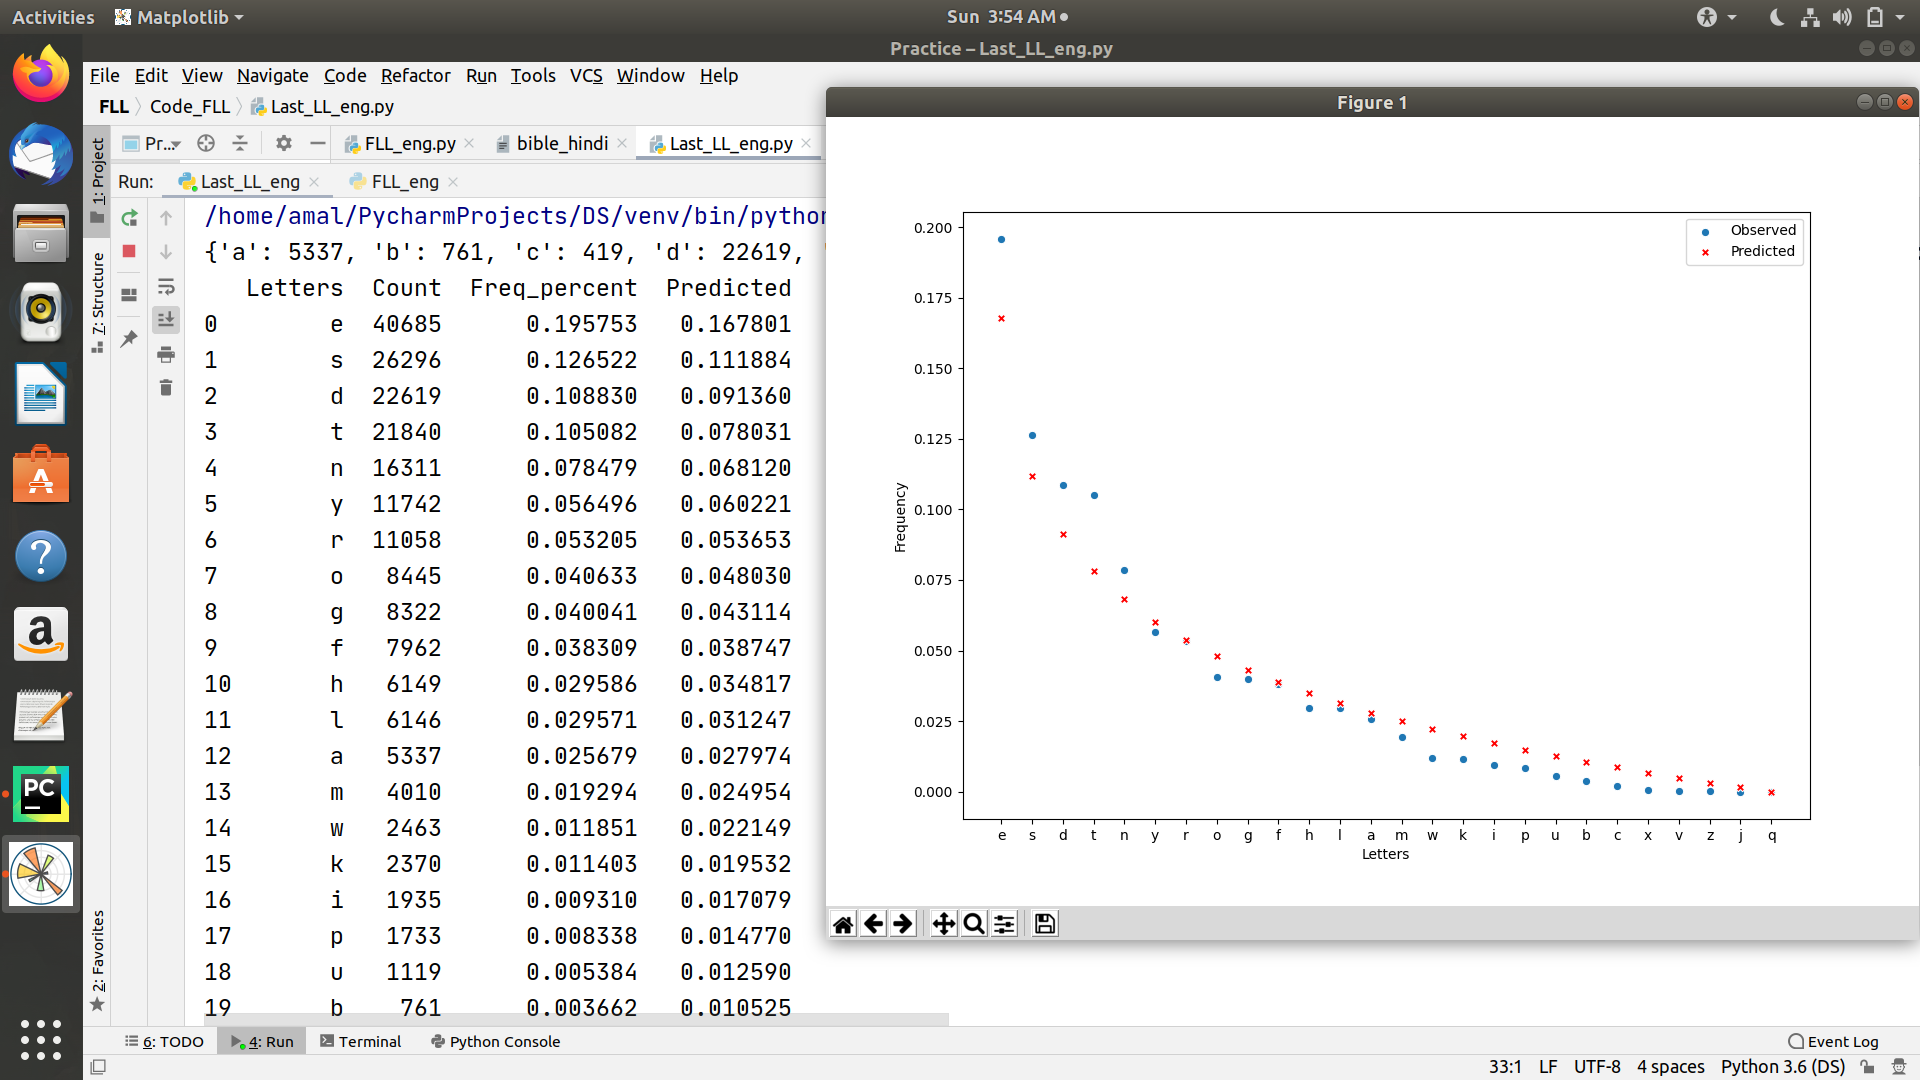 Activities Matplotlib Sun 3:54 AM
Practice – Last_LL_eng.py
File Edit View Navigate Code Refactor Run Tools VCS Window Help
FLL Code_FLL Last_LL_eng.py
1: Project
Pr... FLL_eng.py bible_hindi Last_LL_eng.py
Run: Last_LL_eng FLL_eng
7: Structure
2: Favorites
/home/amal/PycharmProjects/DS/venv/bin/python
{'a': 5337, 'b': 761, 'c': 419, 'd': 22619,
Letters Count Freq_percent Predicted
0 e 40685 0.195753 0.167801
1 s 26296 0.126522 0.111884
2 d 22619 0.108830 0.091360
3 t 21840 0.105082 0.078031
4 n 16311 0.078479 0.068120
5 y 11742 0.056496 0.060221
6 r 11058 0.053205 0.053653
7 o 8445 0.040633 0.048030
8 g 8322 0.040041 0.043114
9 f 7962 0.038309 0.038747
10 h 6149 0.029586 0.034817
11 l 6146 0.029571 0.031247
12 a 5337 0.025679 0.027974
13 m 4010 0.019294 0.024954
14 w 2463 0.011851 0.022149
15 k 2370 0.011403 0.019532
16 i 1935 0.009310 0.017079
17 p 1733 0.008338 0.014770
18 u 1119 0.005384 0.012590
19 b 761 0.003662 0.010525
Figure 1
Observed
Predicted
0.200
0.175
0.150
0.125
0.100
0.075
0.050
0.025
0.000
Frequency
e s d t n y r o g f h l a m w k i p u b c x v z j q
Letters
6: TODO 4: Run Terminal Python Console Event Log
33:1 LF UTF-8 4 spaces Python 3.6 (DS)
PC
a